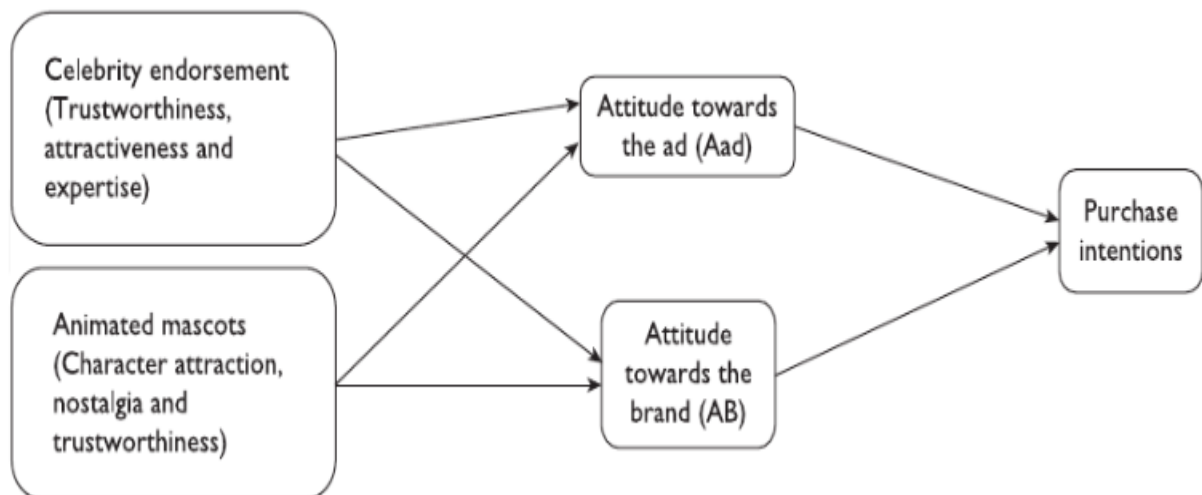 Celebrity endorsement
(Trustworthiness,
attractiveness and
expertise)
Animated mascots
(Character attraction,
nostalgia and
trustworthiness)
Attitude towards
the ad (Aad)
Attitude
towards the
brand (AB)
Purchase
intentions